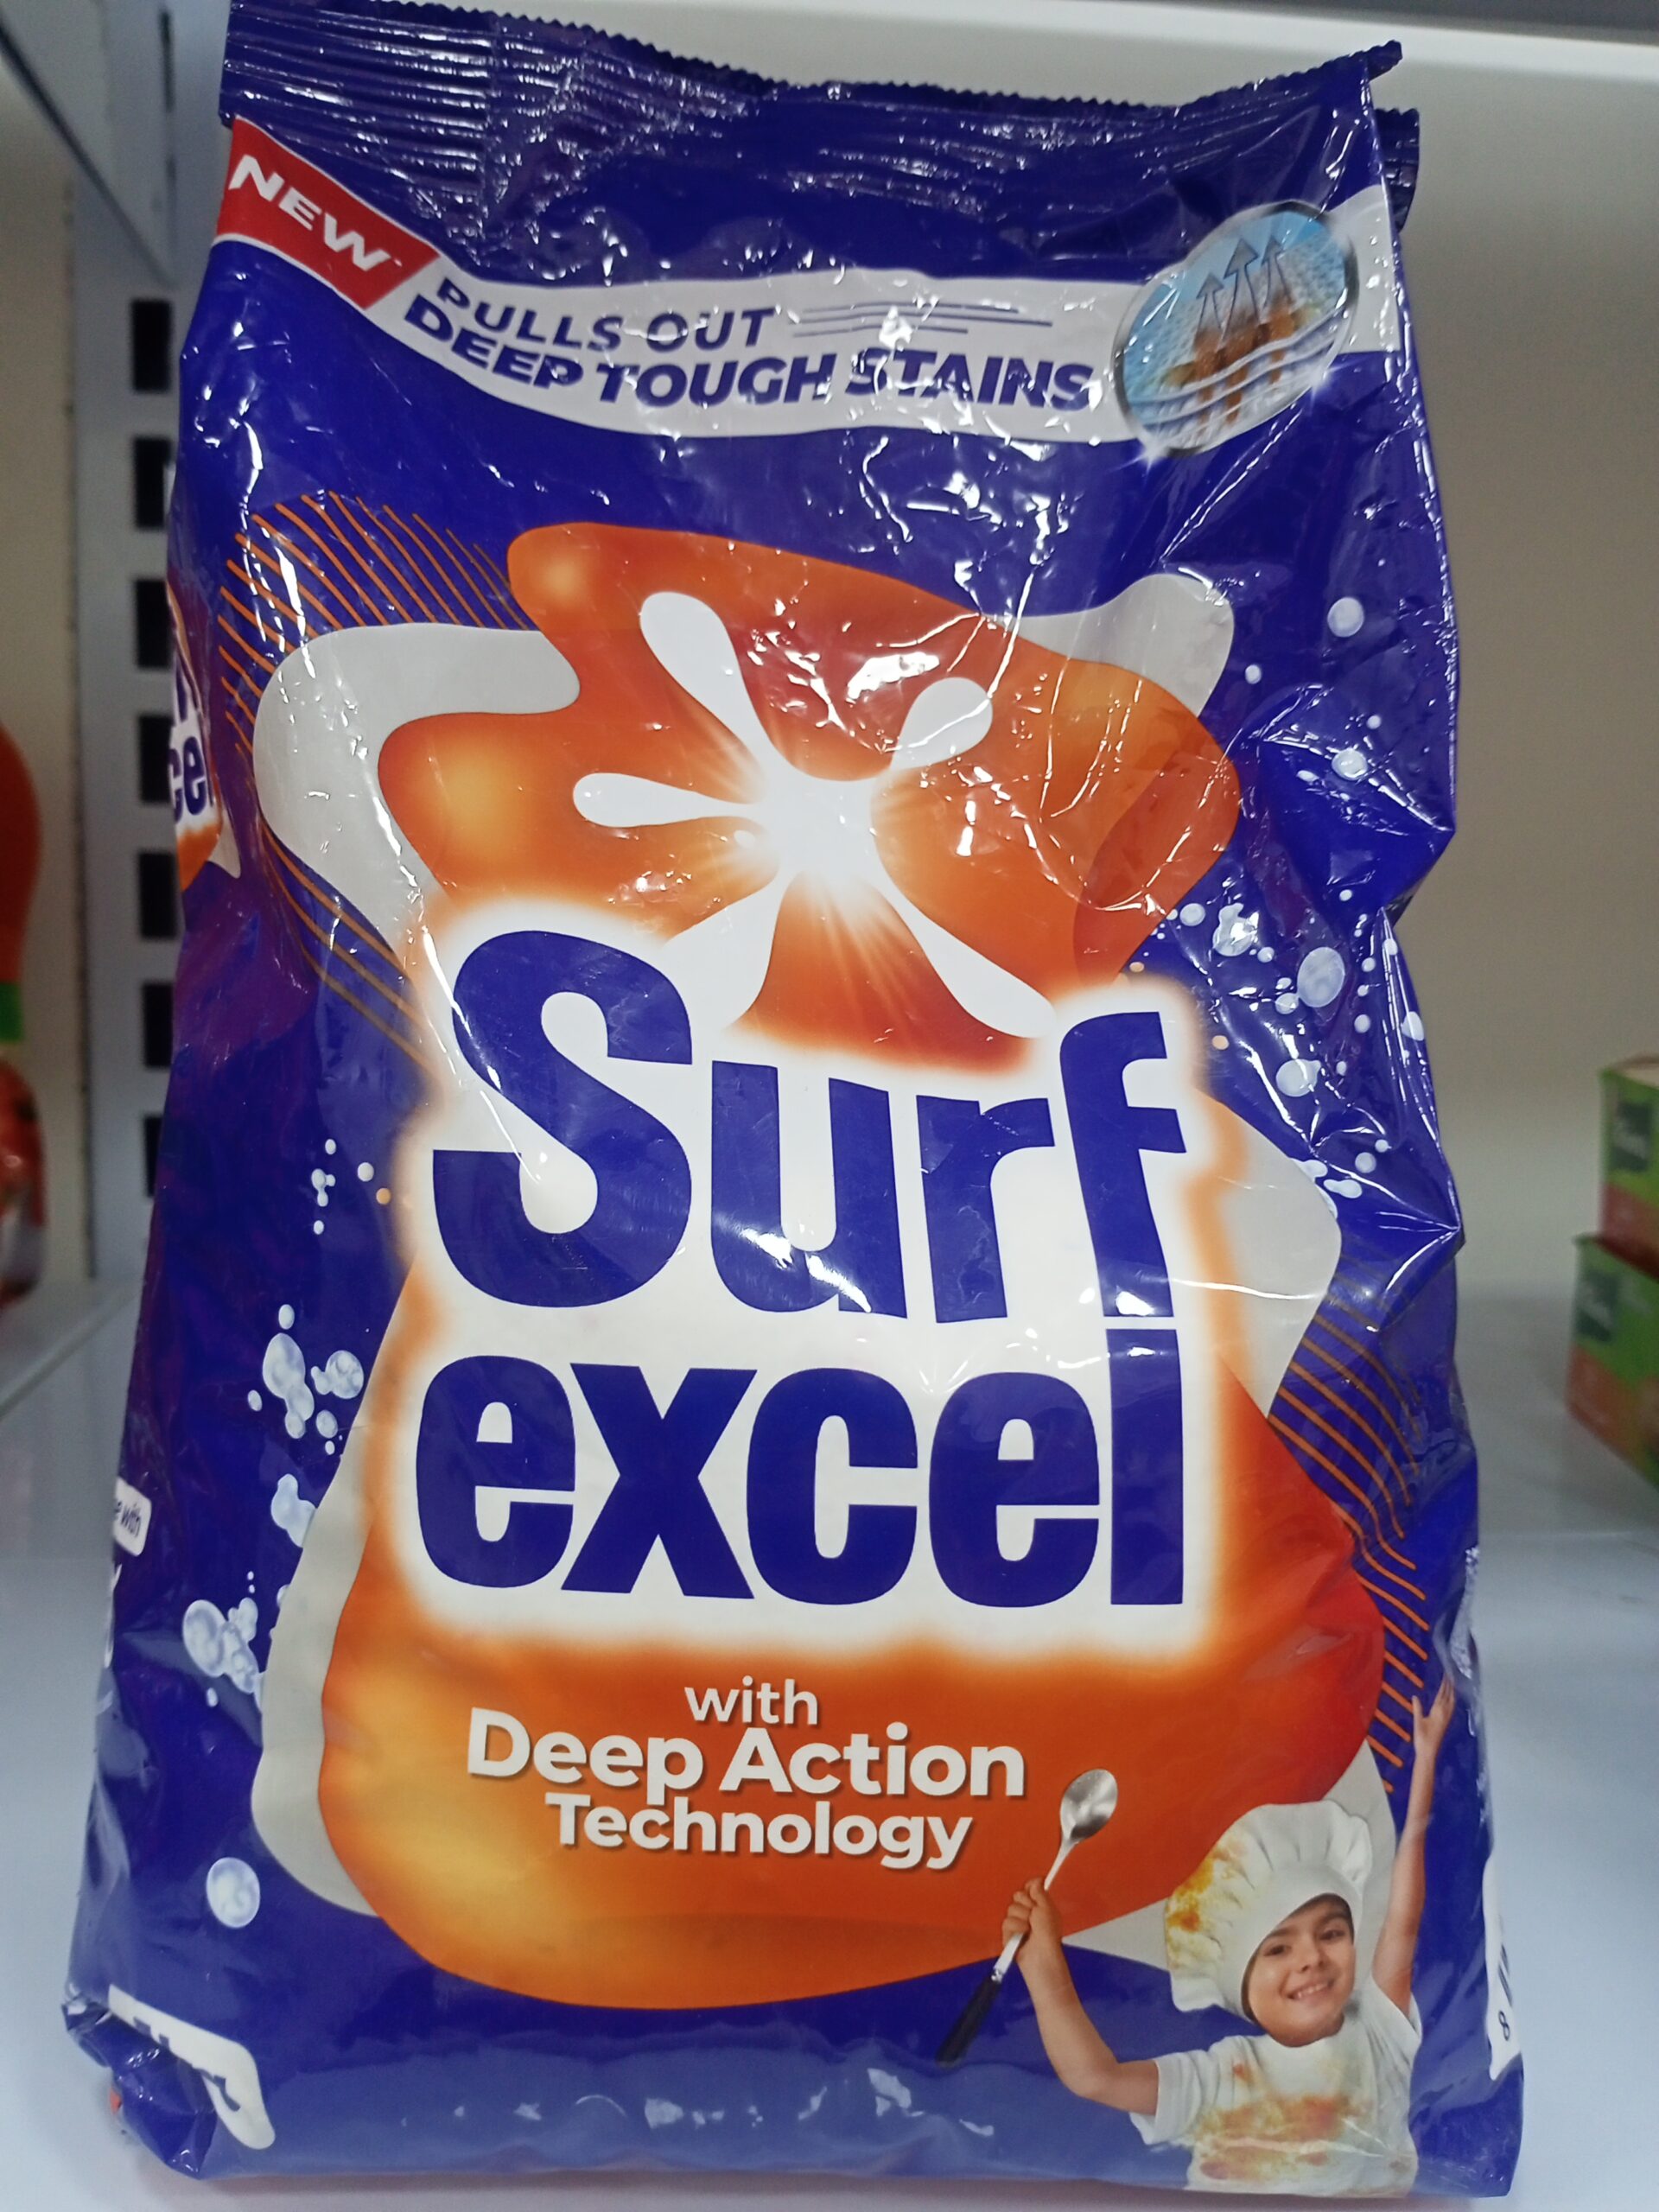 NEW
PULLS OUT
DEEP TOUGH STAINS
Surf
excel
with
Deep Action
Technology